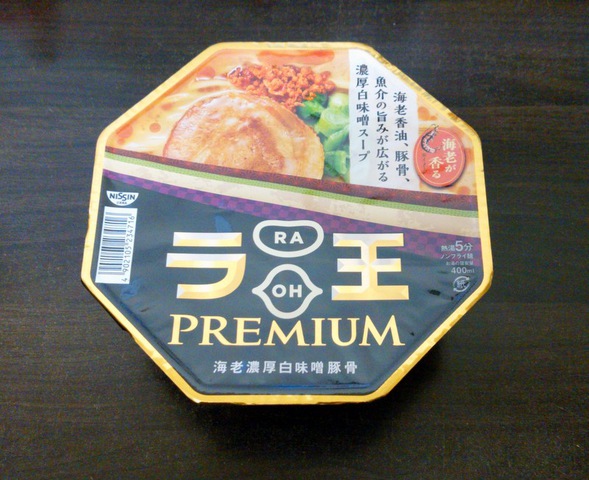 海老香油、豚骨、
魚介の旨みが広がる
濃厚白味噌スープ
海老が
香る
NISSIN
4902105234716
RA
ラ王
OH
熱湯5分
ノンフライ麺
400ml
PREMIUM
海老濃厚白味噌豚骨